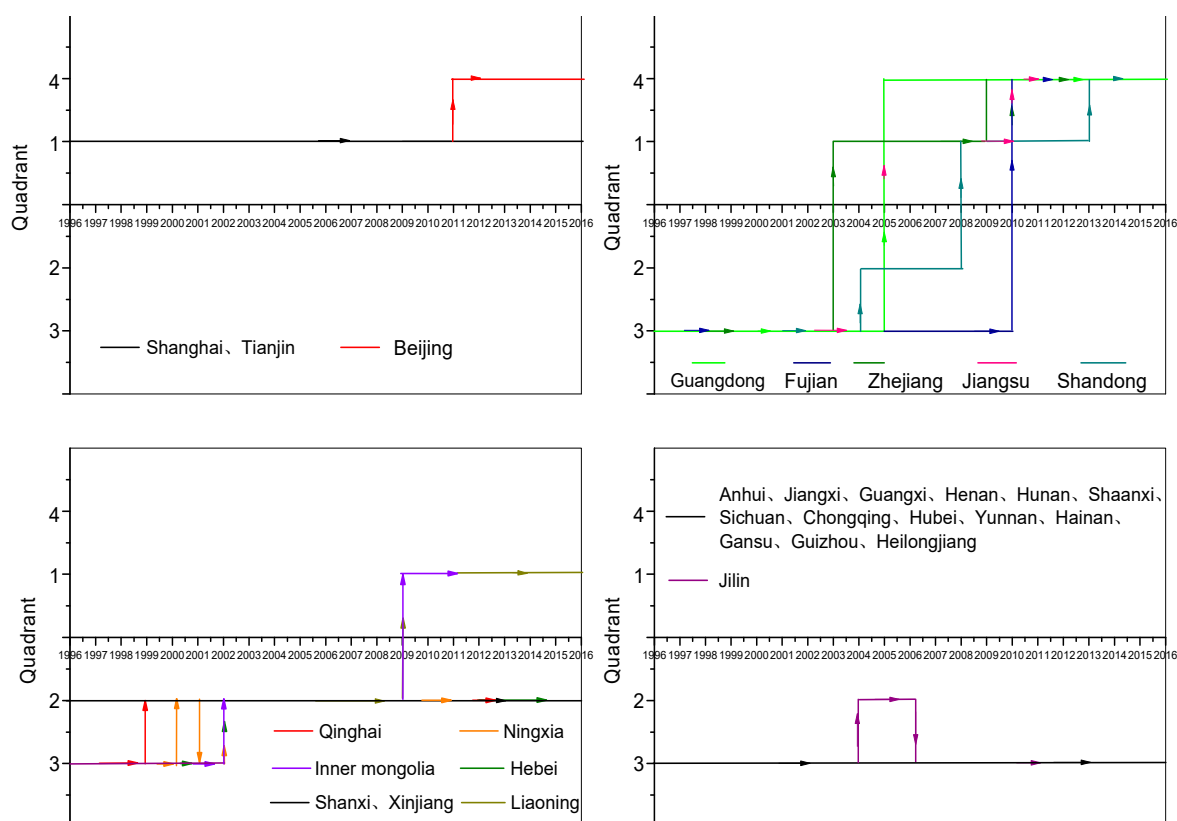 4
1
Quadrant
1996 1997 1998 1999 2000 2001 2002 2003 2004 2005 2006 2007 2008 2009 2010 2011 2012 2013 2014 2015 2016
2
3
Shanghai、Tianjin
Beijing
4
1
Quadrant
1996 1997 1998 1999 2000 2001 2002 2003 2004 2005 2006 2007 2008 2009 2010 2011 2012 2013 2014 2015 2016
2
3
Guangdong Fujian Zhejiang Jiangsu Shandong
4
1
Quadrant
1996 1997 1998 1999 2000 2001 2002 2003 2004 2005 2006 2007 2008 2009 2010 2011 2012 2013 2014 2015 2016
2
3
Qinghai Ningxia
Inner mongolia Hebei
Shanxi、Xinjiang Liaoning
Anhui、Jiangxi、Guangxi、Henan、Hunan、Shaanxi、
Sichuan、Chongqing、Hubei、Yunnan、Hainan、
Gansu、Guizhou、Heilongjiang
Jilin
4
1
Quadrant
1996 1997 1998 1999 2000 2001 2002 2003 2004 2005 2006 2007 2008 2009 2010 2011 2012 2013 2014 2015 2016
2
3